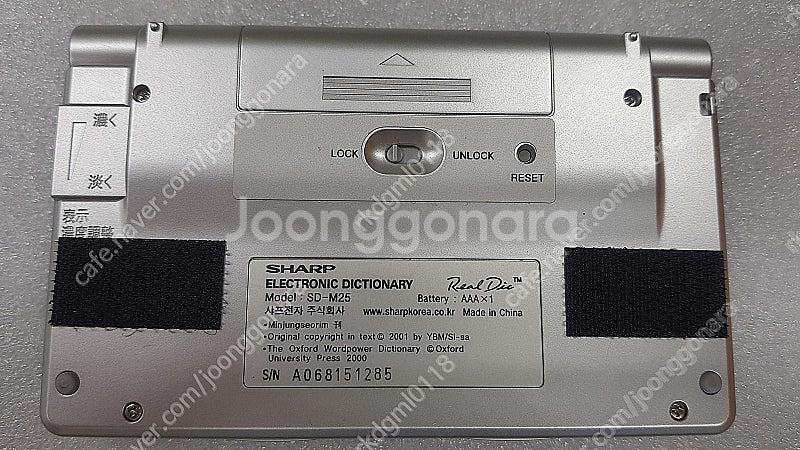 濃く
淡く
表示
濃度調整
LOCK
UNLOCK
RESET
SHARP
ELECTRONIC DICTIONARY
Real Dic™
Model : SD-M25
Battery : AAA×1
샤프전자 주식회사
www.sharpkorea.co.kr
Made in China
•Minjungseorim 刊
•Original copyright in text© 2001 by YBM/Si-sa
•The Oxford Wordpower Dictionary ©Oxford
University Press 2000
S/N A068151285
Joonggonara
cafe.naver.com/joonggonara
kdgml0118